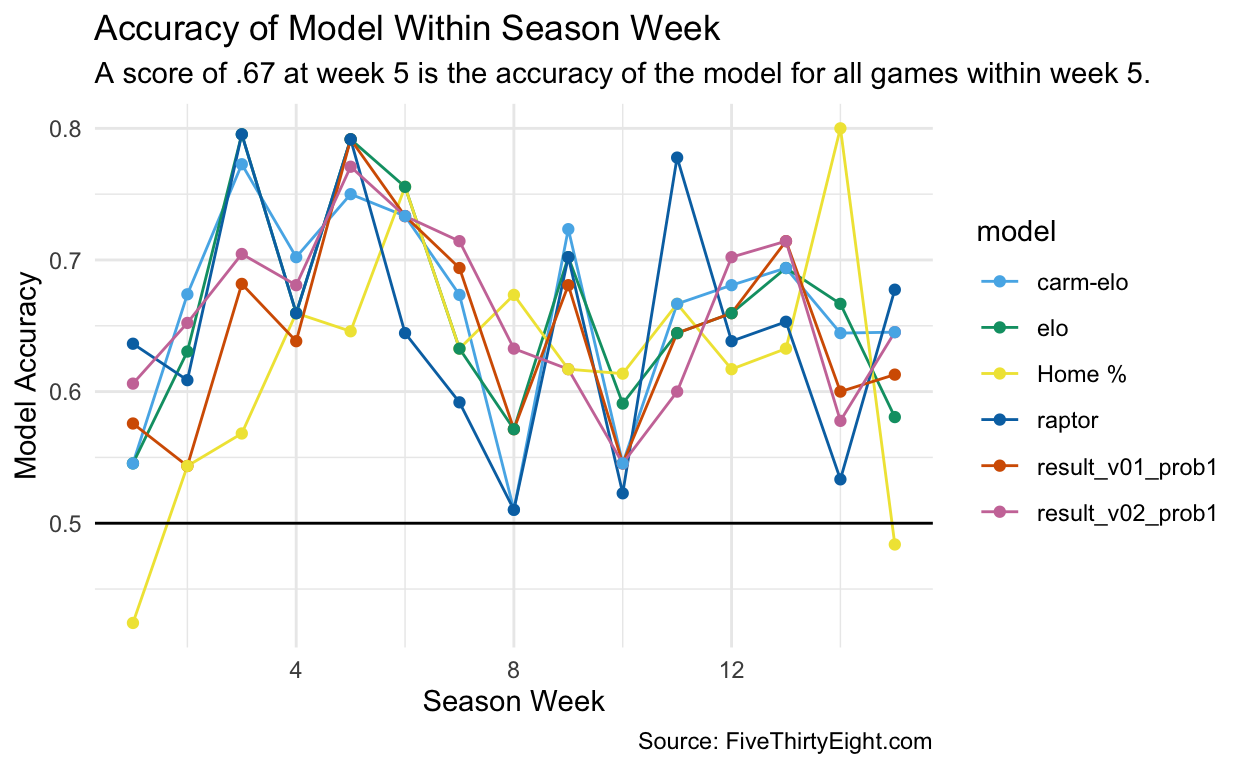 Accuracy of Model Within Season Week
A score of .67 at week 5 is the accuracy of the model for all games within week 5.
Model Accuracy
0.8
0.7
0.6
0.5
4 8 12
Season Week
model
carm-elo
elo
Home %
raptor
result_v01_prob1
result_v02_prob1
Source: FiveThirtyEight.com